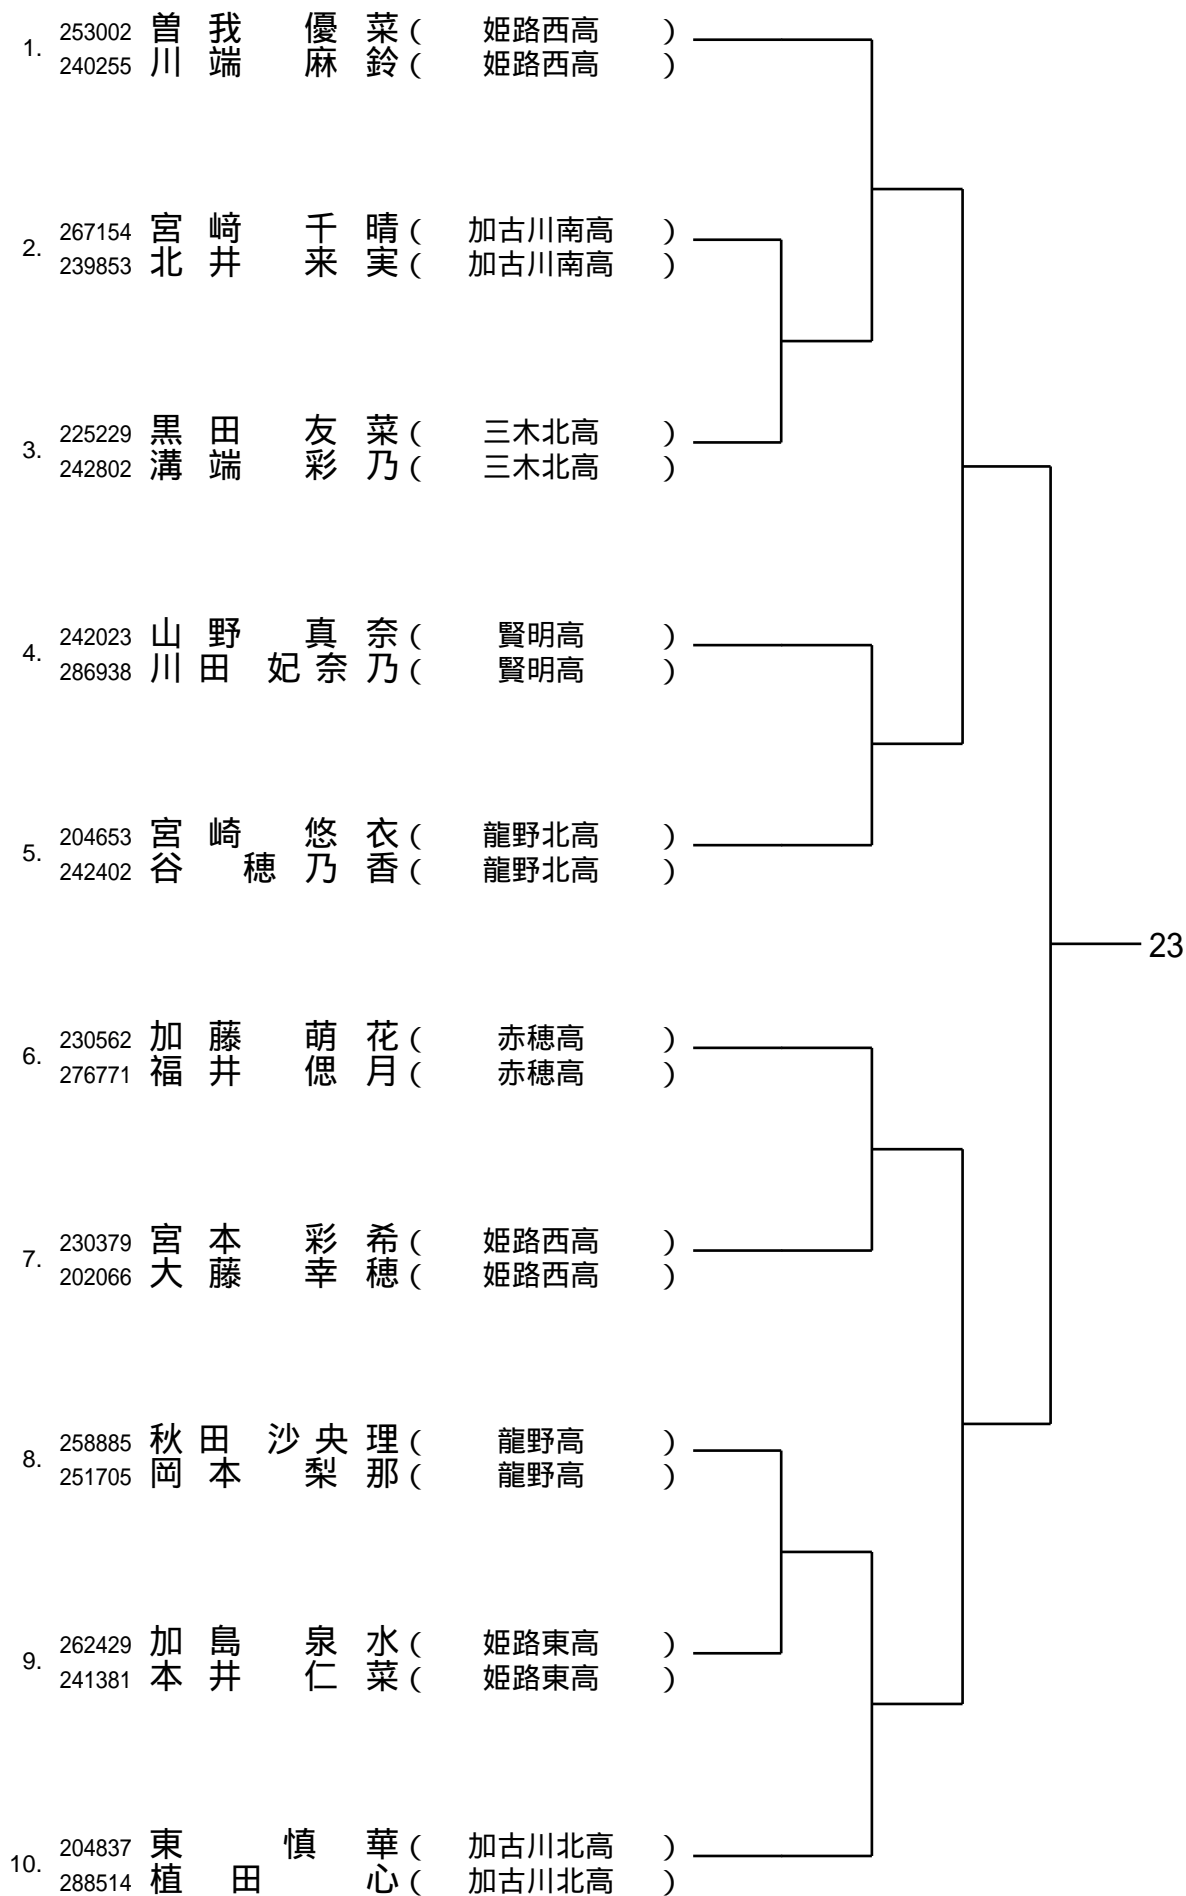 1. 253002 曽我 優菜 ( 姫路西高 )
240255 川端 麻鈴 ( 姫路西高 )
2. 267154 宮﨑 千晴 ( 加古川南高 )
239853 北井 来実 ( 加古川南高 )
3. 225229 黒田 友菜 ( 三木北高 )
242802 溝端 彩乃 ( 三木北高 )
4. 242023 山野 真奈 ( 賢明高 )
286938 川田 妃奈乃 ( 賢明高 )
5. 204653 宮崎 悠衣 ( 龍野北高 )
242402 谷 穂乃香 ( 龍野北高 )
23
6. 230562 加藤 萌花 ( 赤穂高 )
276771 福井 偲月 ( 赤穂高 )
7. 230379 宮本 彩希 ( 姫路西高 )
202066 大藤 幸穂 ( 姫路西高 )
8. 258885 秋田 沙央理 ( 龍野高 )
251705 岡本 梨那 ( 龍野高 )
9. 262429 加島 泉水 ( 姫路東高 )
241381 本井 仁菜 ( 姫路東高 )
10. 204837 東 慎華 ( 加古川北高 )
288514 植田 心 ( 加古川北高 )